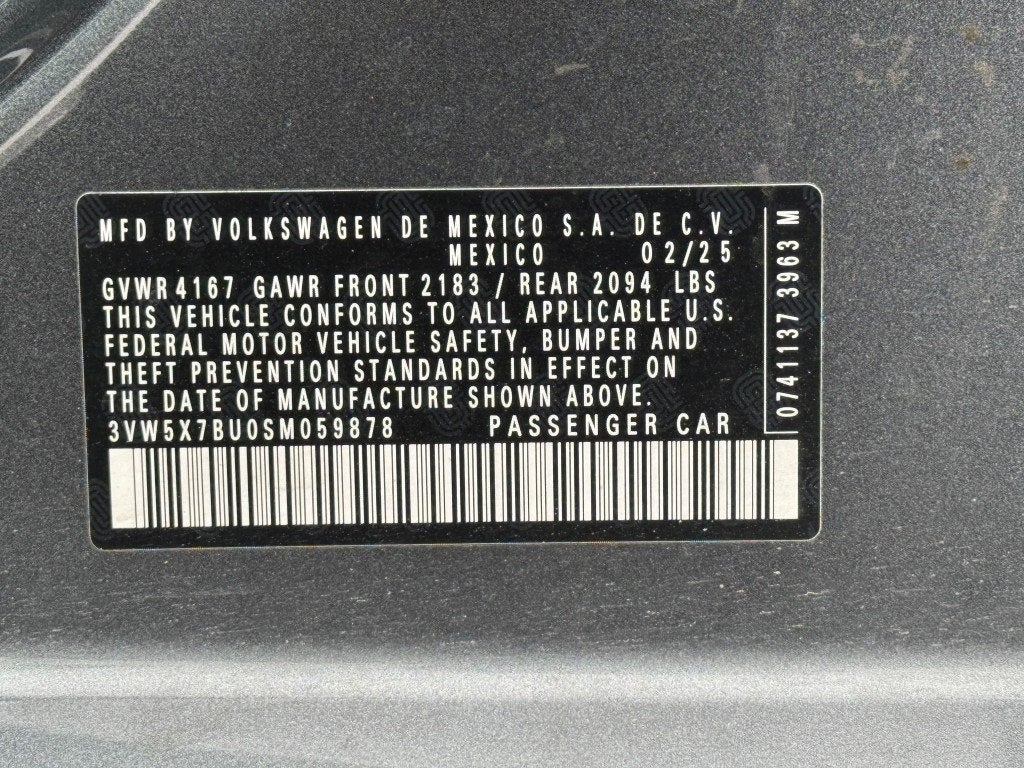 MFD BY VOLKSWAGEN DE MEXICO S.A. DE C.V.
MEXICO 02/25
GVWR 4167 GAWR FRONT 2183 / REAR 2094 LBS
THIS VEHICLE CONFORMS TO ALL APPLICABLE U.S.
FEDERAL MOTOR VEHICLE SAFETY, BUMPER AND
THEFT PREVENTION STANDARDS IN EFFECT ON
THE DATE OF MANUFACTURE SHOWN ABOVE.
3VW5X7BU0SM059878 PASSENGER CAR
0741137 3963 M